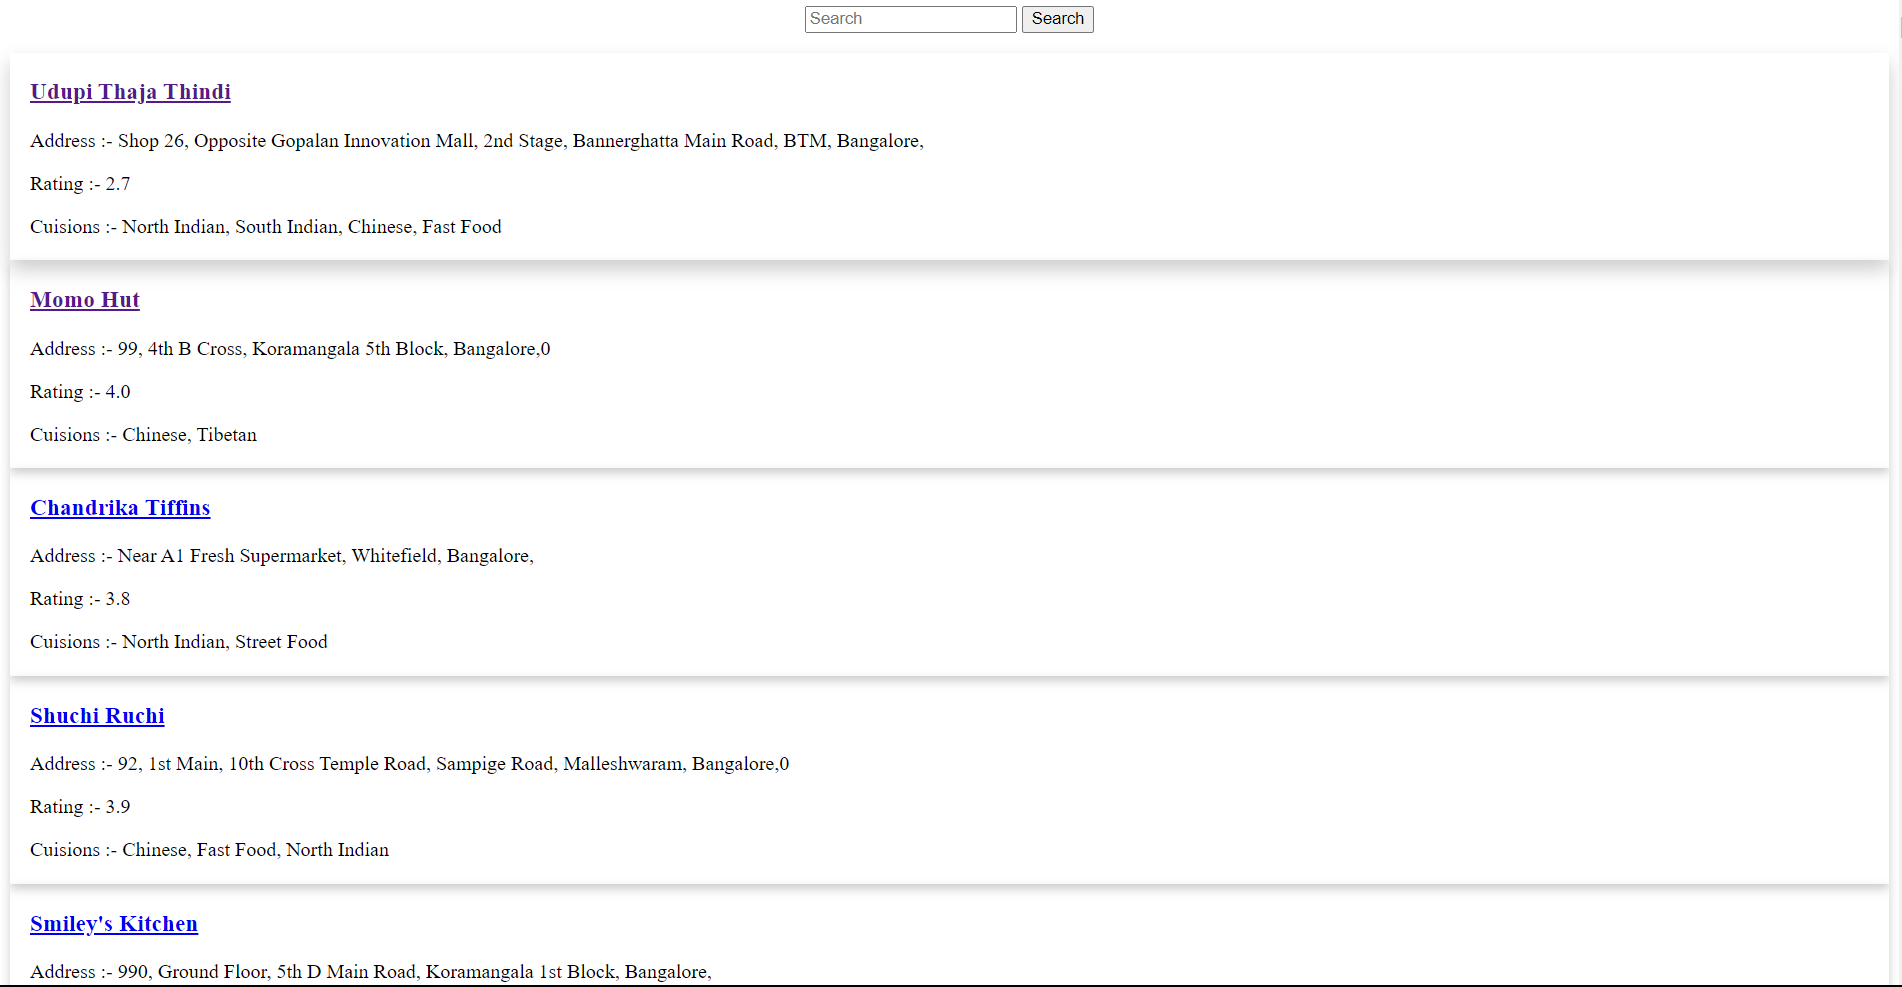 Search Search
Udupi Thaja Thindi
Address :- Shop 26, Opposite Gopalan Innovation Mall, 2nd Stage, Bannerghatta Main Road, BTM, Bangalore,
Rating :- 2.7
Cuisions :- North Indian, South Indian, Chinese, Fast Food
Momo Hut
Address :- 99, 4th B Cross, Koramangala 5th Block, Bangalore,0
Rating :- 4.0
Cuisions :- Chinese, Tibetan
Chandrika Tiffins
Address :- Near A1 Fresh Supermarket, Whitefield, Bangalore,
Rating :- 3.8
Cuisions :- North Indian, Street Food
Shuchi Ruchi
Address :- 92, 1st Main, 10th Cross Temple Road, Sampige Road, Malleshwaram, Bangalore,0
Rating :- 3.9
Cuisions :- Chinese, Fast Food, North Indian
Smiley's Kitchen
Address :- 990, Ground Floor, 5th D Main Road, Koramangala 1st Block, Bangalore,